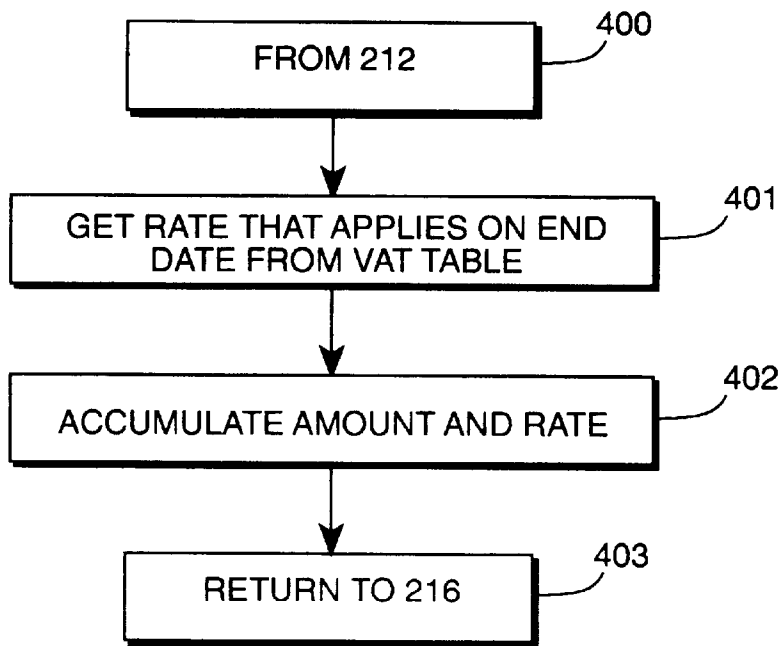 400
FROM 212
401
GET RATE THAT APPLIES ON END
DATE FROM VAT TABLE
402
ACCUMULATE AMOUNT AND RATE
403
RETURN TO 216